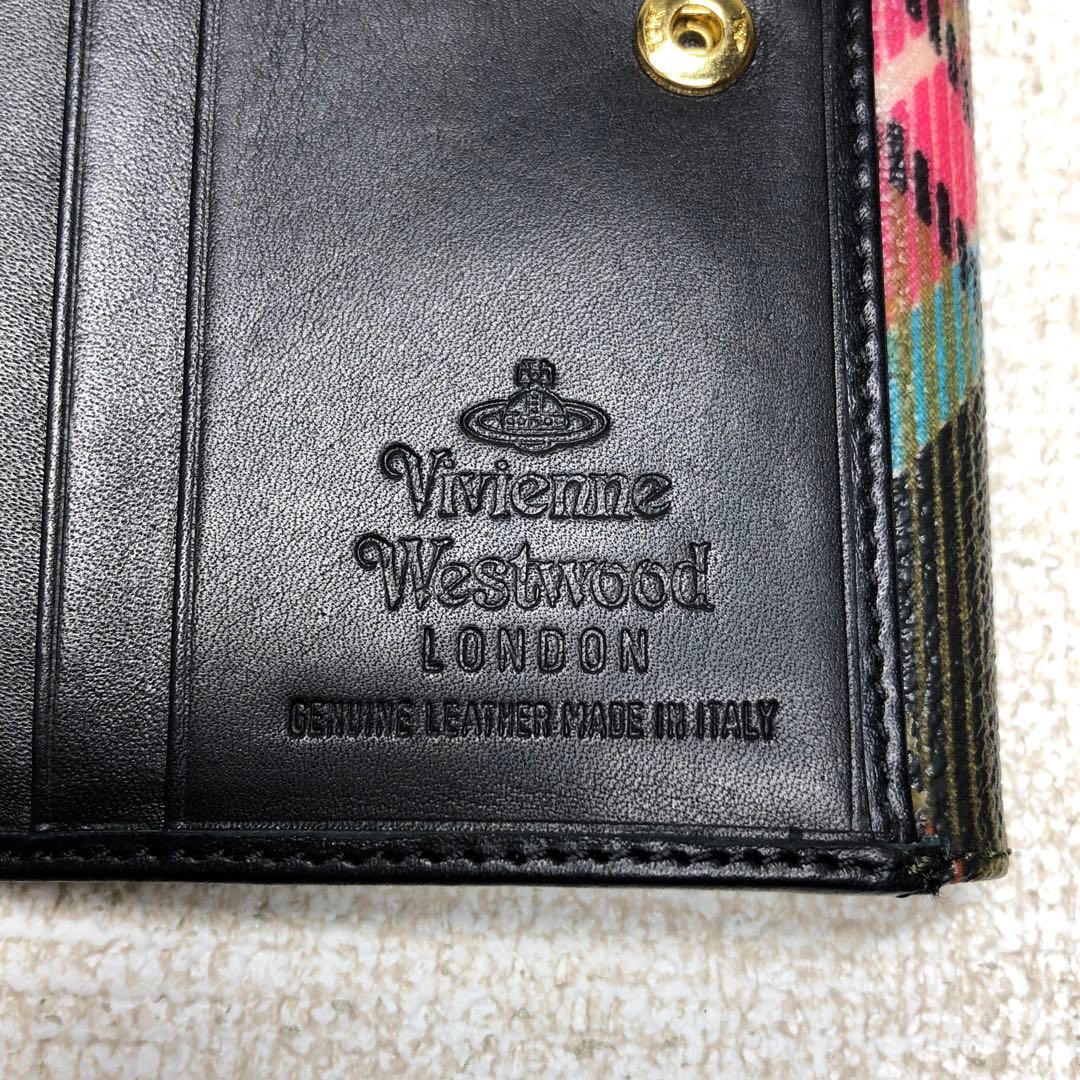 Vivienne
Westwood
LONDON
GENUINE LEATHER MADE IN ITALY